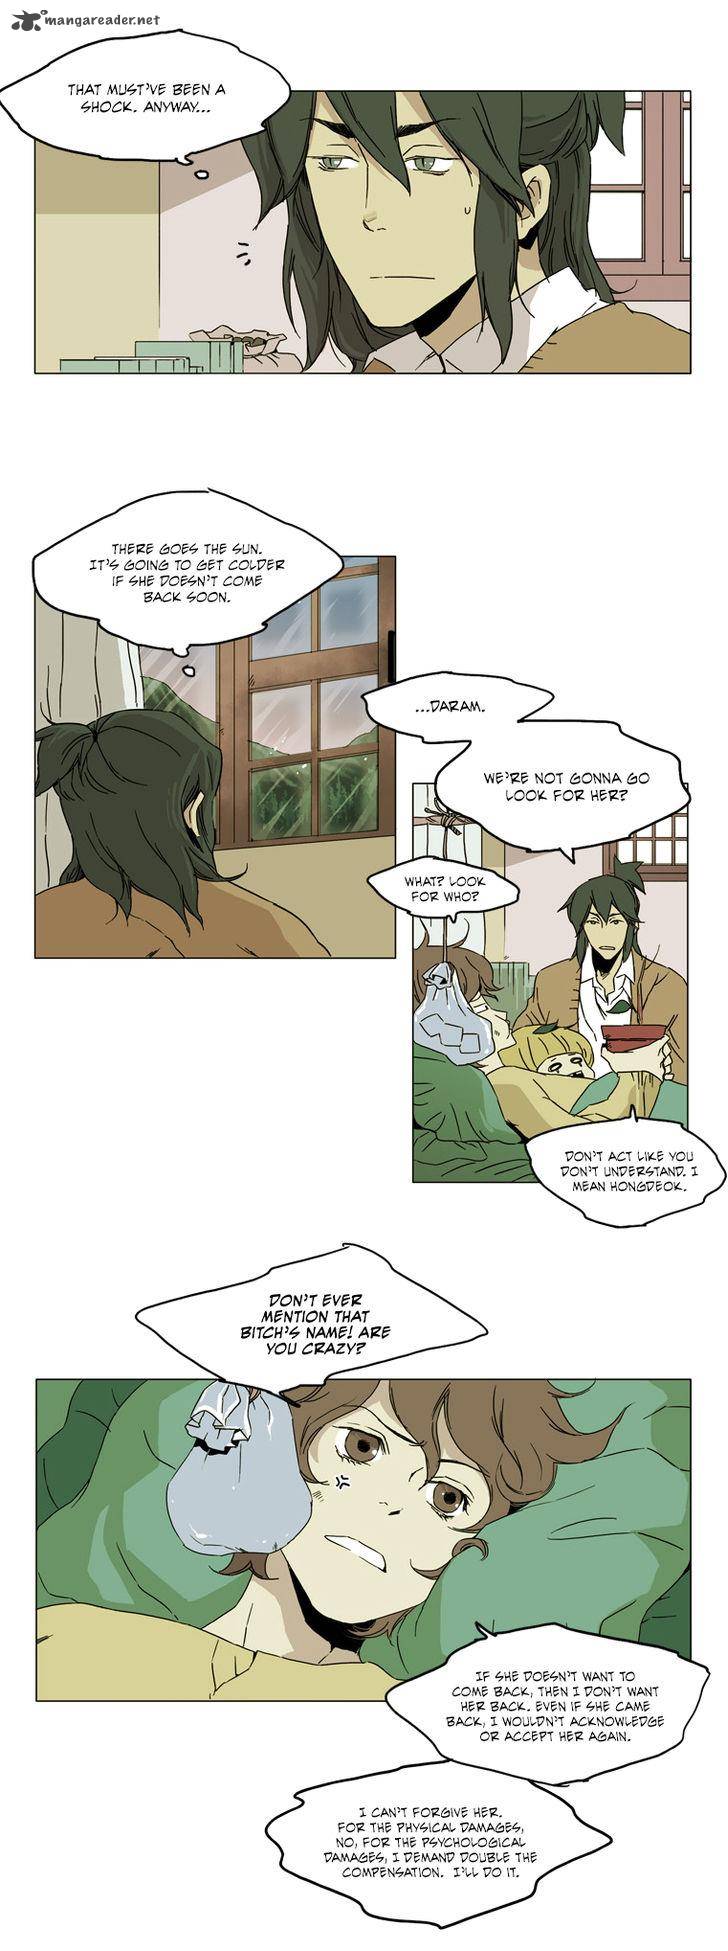 mangareader.net
THAT MUST'VE BEEN A
SHOCK. ANYWAY...
THERE GOES THE SUN.
IT'S GOING TO GET COLDER
IF SHE DOESN'T COME
BACK SOON.
...DARAM.
WE'RE NOT GONNA GO
LOOK FOR HER?
WHAT? LOOK
FOR WHO?
DON'T ACT LIKE YOU
DON'T UNDERSTAND. I
MEAN HONGDEOK.
DON'T EVER
MENTION THAT
BITCH'S NAME! ARE
YOU CRAZY?
IF SHE DOESN'T WANT TO
COME BACK, THEN I DON'T WANT
HER BACK. EVEN IF SHE CAME
BACK, I WOULDN'T ACKNOWLEDGE
OR ACCEPT HER AGAIN.
I CAN'T FORGIVE HER.
FOR THE PHYSICAL DAMAGES,
NO, FOR THE PSYCHOLOGICAL
DAMAGES, I DEMAND DOUBLE THE
COMPENSATION. I'LL DO IT.